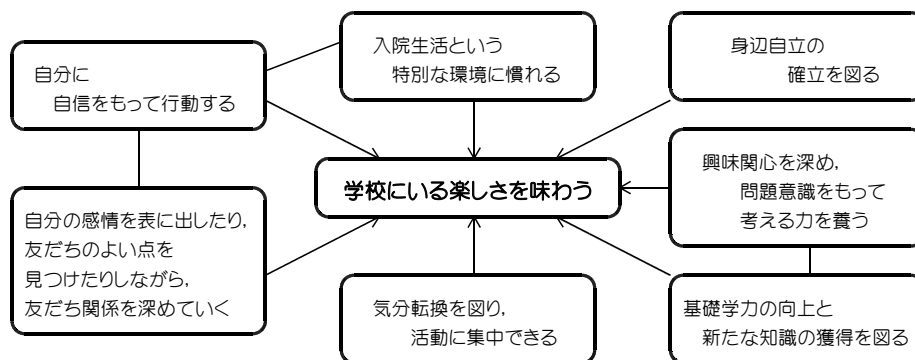 入院生活という
特別な環境に慣れる
身辺自立の
確立を図る
自分に
自信をもって行動する
学校にいる楽しさを味わう
興味関心を深め,
問題意識をもって
考える力を養う
自分の感情を表に出したり,
友だちのよい点を
見つけたりしながら,
友だち関係を深めていく
気分転換を図り,
活動に集中できる
基礎学力の向上と
新たな知識の獲得を図る